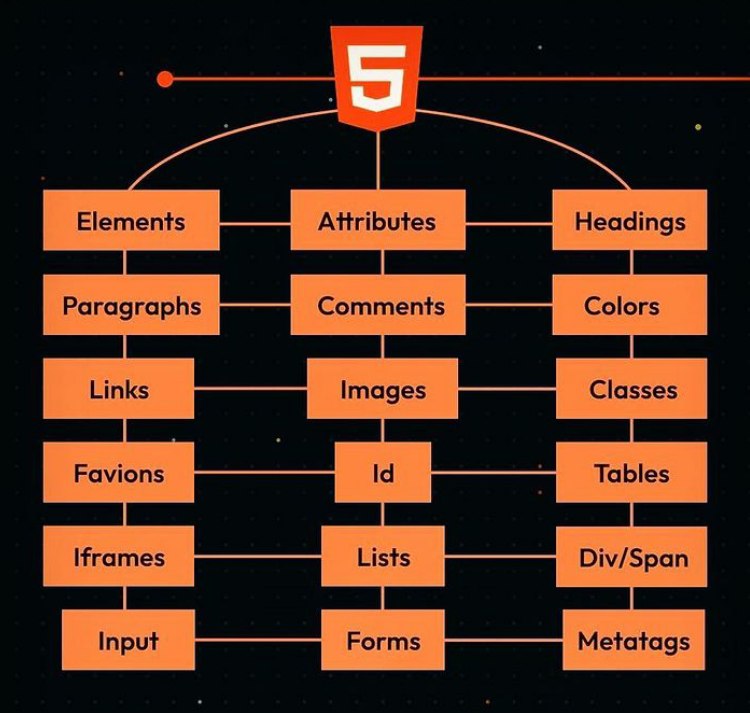 5
Elements
Attributes
Headings
Paragraphs
Comments
Colors
Links
Images
Classes
Favions
Id
Tables
Iframes
Lists
Div/Span
Input
Forms
Metatags